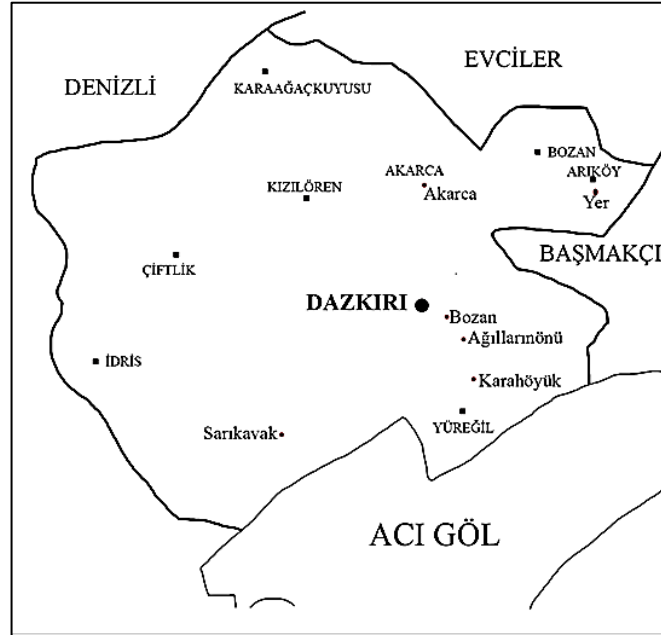 EVCİLER
DENİZLİ
KARAAĞAÇKUYUSU
BOZAN
AKARCA
ARIKÖY
KIZILÖREN
Akarca
Yer
BAŞMAKÇI
ÇİFTLİK
DAZKIRI
Bozan
Ağıllarınönü
İDRİS
Karahöyük
YÜREĞİL
Sarıkavak
ACI GÖL